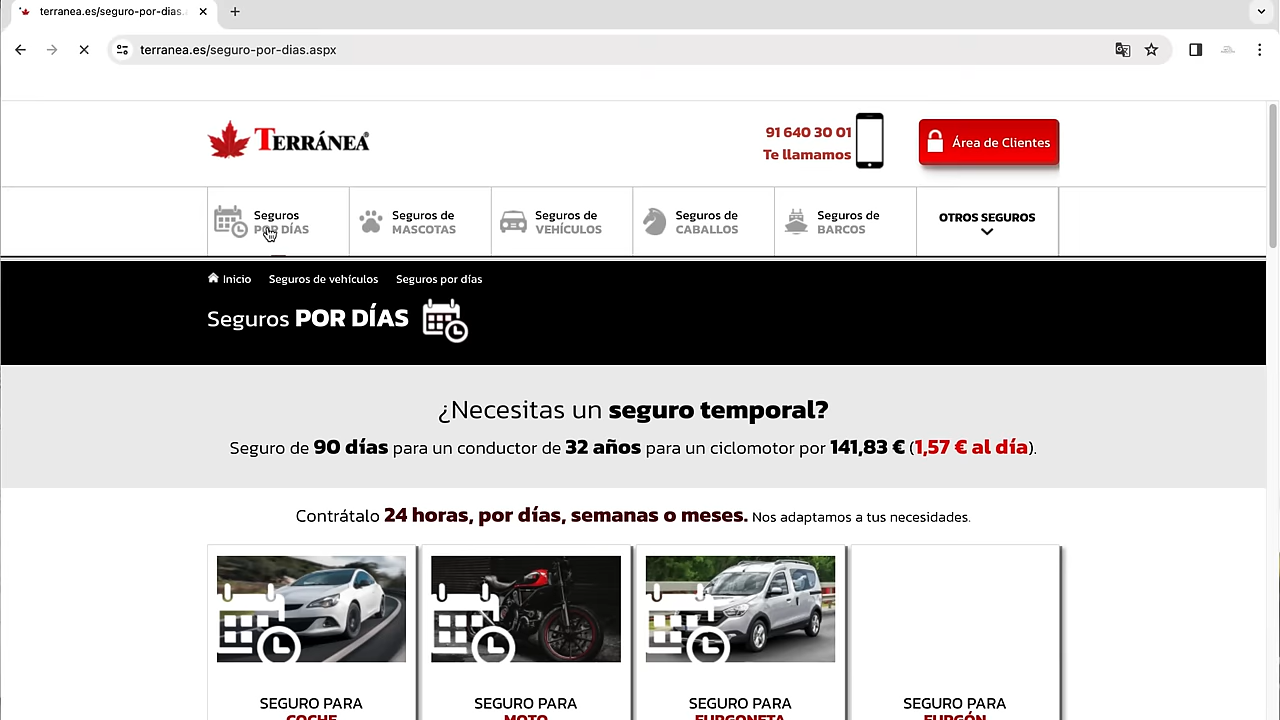 terranea.es/seguro-por-dias.
terranea.es/seguro-por-dias.aspx
TERRÁNEA®
91 640 30 01
Te llamamos
Área de Clientes
Seguros
POR DÍAS
Seguros de
MASCOTAS
Seguros de
VEHÍCULOS
Seguros de
CABALLOS
Seguros de
BARCOS
OTROS SEGUROS
Inicio Seguros de vehículos Seguros por días
Seguros POR DÍAS
¿Necesitas un seguro temporal?
Seguro de 90 días para un conductor de 32 años para un ciclomotor por 141,83 € (1,57 € al día).
Contrátalo 24 horas, por días, semanas o meses. Nos adaptamos a tus necesidades.
SEGURO PARA
COCHE
SEGURO PARA
MOTO
SEGURO PARA
FURGONETA
SEGURO PARA
FURGÓN